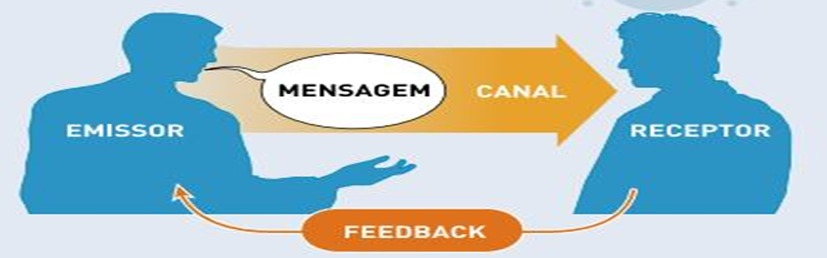 MENSAGEM
CANAL
EMISSOR
RECEPTOR
FEEDBACK